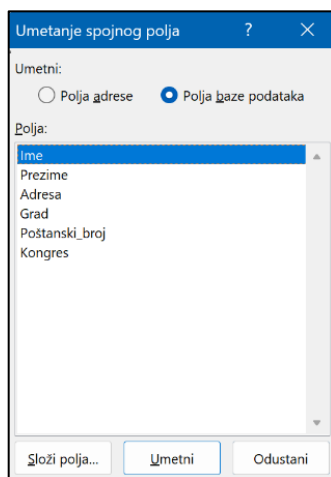 Umetanje spojnog polja ? ×
Umetni:
Polja adrese Polja baze podataka
Polja:
Ime
Prezime
Adresa
Grad
Poštanski_broj
Kongres
Složi polja... Umetni Odustani